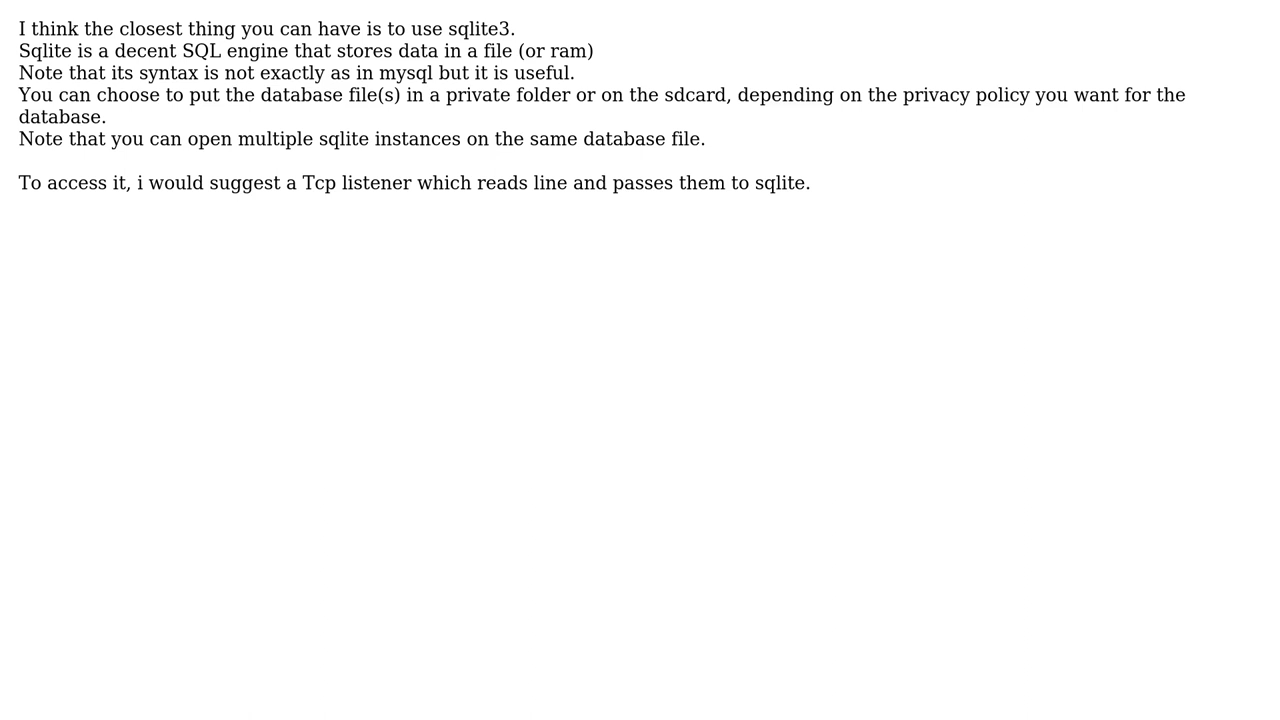 I think the closest thing you can have is to use sqlite3.
Sqlite is a decent SQL engine that stores data in a file (or ram)
Note that its syntax is not exactly as in mysql but it is useful.
You can choose to put the database file(s) in a private folder or on the sdcard, depending on the privacy policy you want for the
database.
Note that you can open multiple sqlite instances on the same database file.
To access it, i would suggest a Tcp listener which reads line and passes them to sqlite.